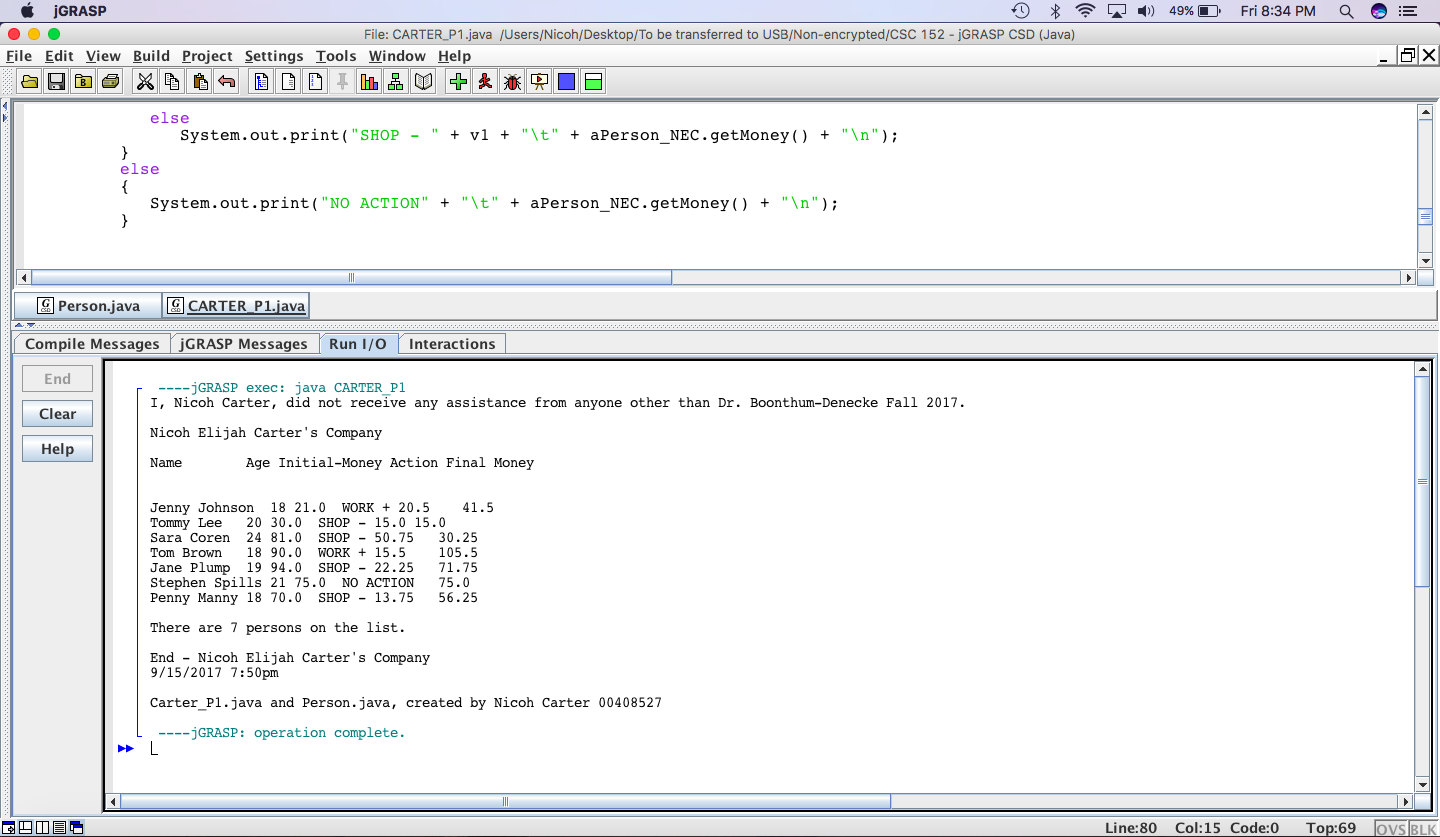 jGRASP 49% Fri 8:34 PM
File: CARTER_P1.java /Users/Nicoh/Desktop/To be transferred to USB/Non-encrypted/CSC 152 - jGRASP CSD (Java)
File Edit View Build Project Settings Tools Window Help
else
System.out.print("SHOP - " + v1 + "\t" + aPerson_NEC.getMoney() + "\n");
}
else
{
System.out.print("NO ACTION" + "\t" + aPerson_NEC.getMoney() + "\n");
}
G CSD Person.java G CSD CARTER_P1.java
Compile Messages jGRASP Messages Run I/O Interactions
End
Clear
Help
----jGRASP exec: java CARTER_P1
I, Nicoh Carter, did not receive any assistance from anyone other than Dr. Boonthum-Denecke Fall 2017.
Nicoh Elijah Carter's Company
Name Age Initial-Money Action Final Money
Jenny Johnson 18 21.0 WORK + 20.5 41.5
Tommy Lee 20 30.0 SHOP - 15.0 15.0
Sara Coren 24 81.0 SHOP - 50.75 30.25
Tom Brown 18 90.0 WORK + 15.5 105.5
Jane Plump 19 94.0 SHOP - 22.25 71.75
Stephen Spills 21 75.0 NO ACTION 75.0
Penny Manny 18 70.0 SHOP - 13.75 56.25
There are 7 persons on the list.
End - Nicoh Elijah Carter's Company
9/15/2017 7:50pm
Carter_P1.java and Person.java, created by Nicoh Carter 00408527
----jGRASP: operation complete.
Line:80 Col:15 Code:0 Top:69 OVS BLK